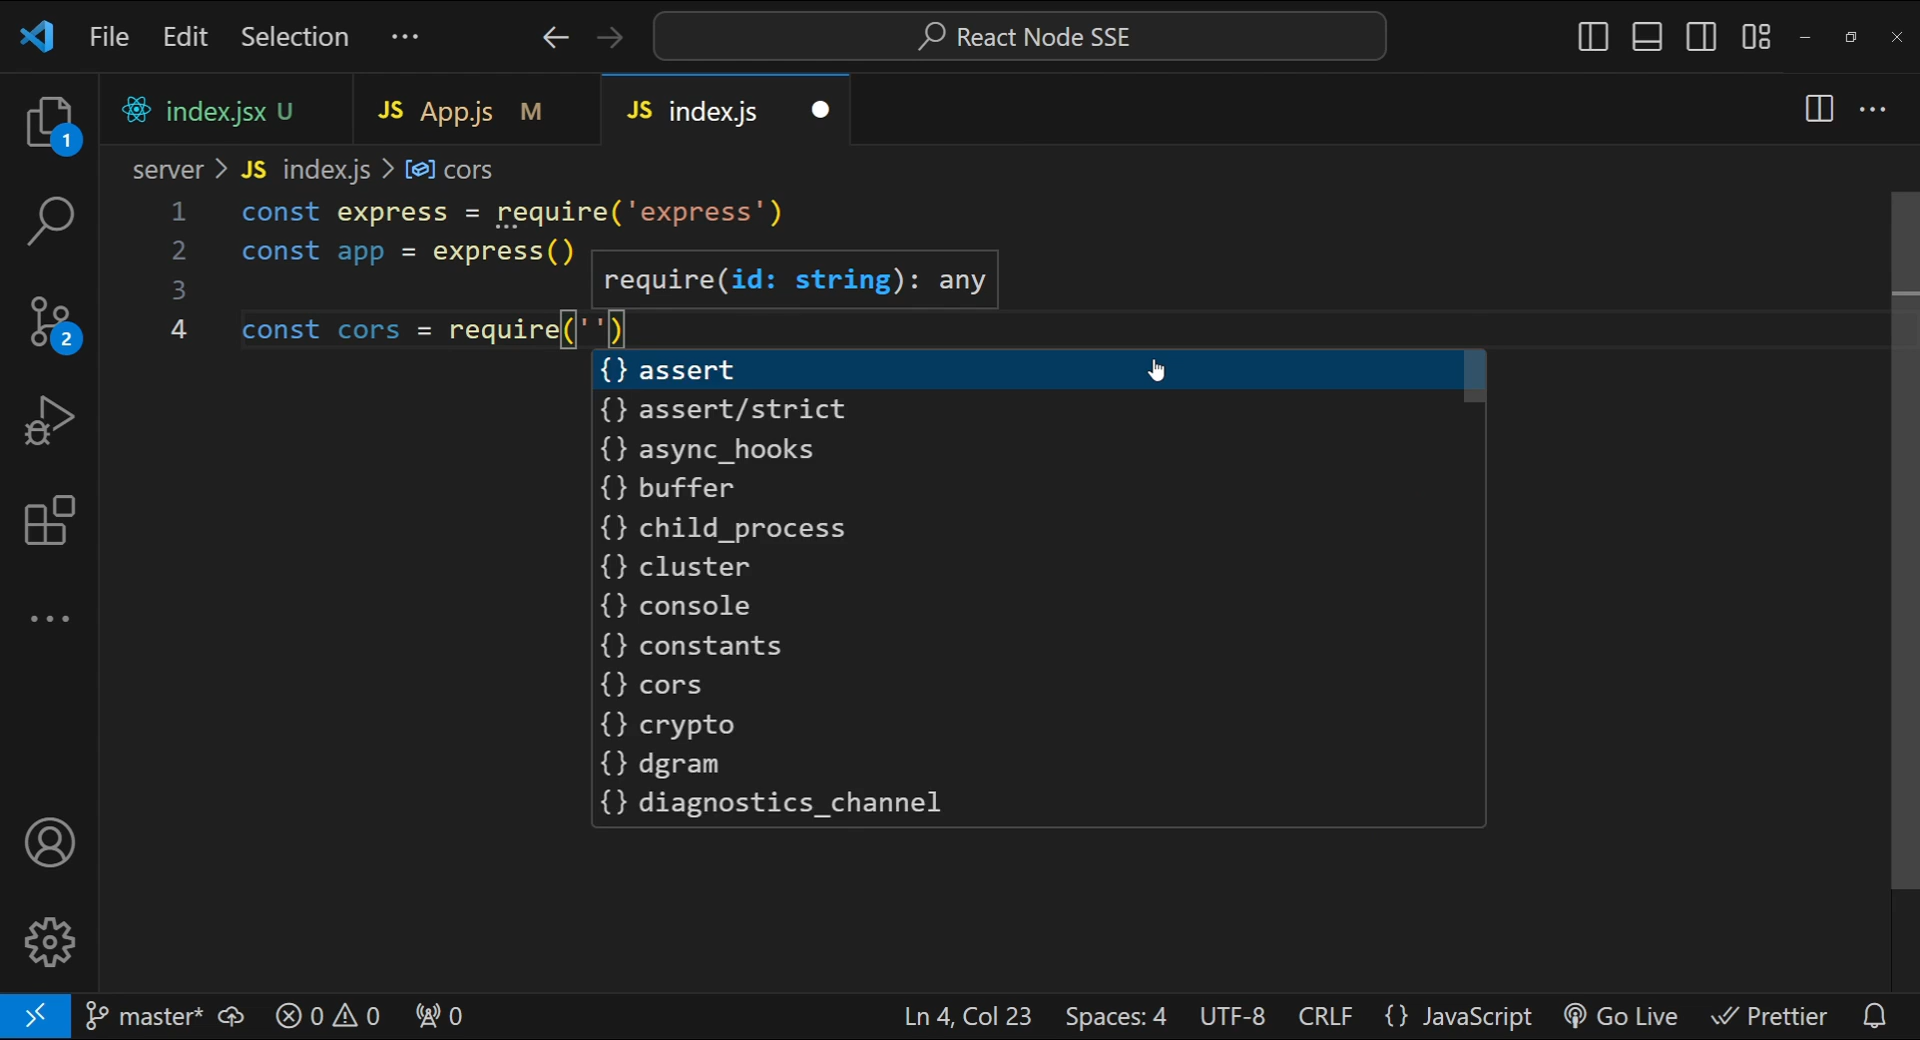 File Edit Selection ··· React Node SSE
index.jsx U JS App.js M JS index.js
server > JS index.js > cors
1 const express = require('express')
2 const app = express()
require(id: string): any
3
4 const cors = require('')
{} assert
{} assert/strict
{} async_hooks
{} buffer
{} child_process
{} cluster
{} console
{} constants
{} cors
{} crypto
{} dgram
{} diagnostics_channel
1
2
master* 0 0 0 Ln 4, Col 23 Spaces: 4 UTF-8 CRLF {} JavaScript Go Live Prettier